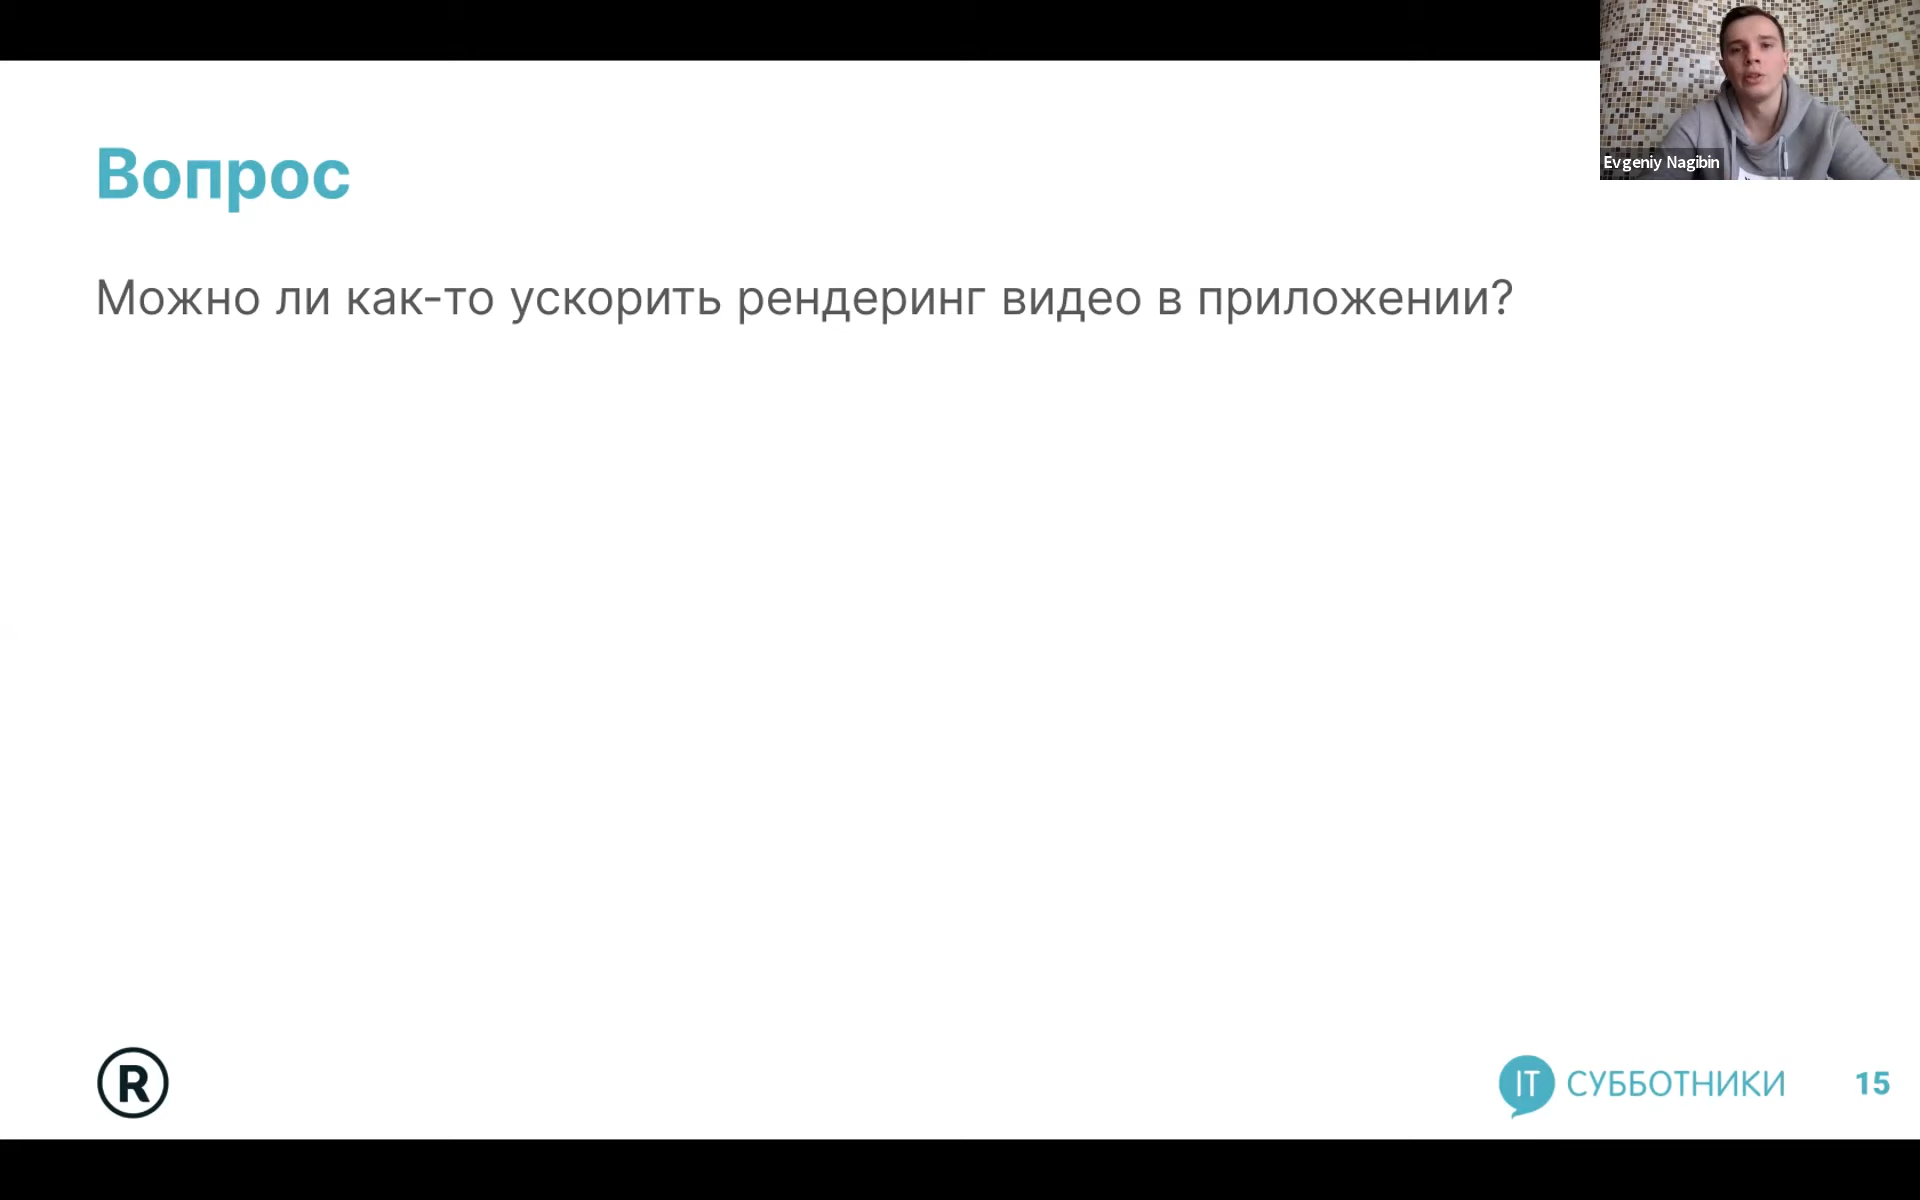 Evgeniy Nagibin
Вопрос
Можно ли как-то ускорить рендеринг видео в приложении?
R
IT СУББОТНИКИ
15